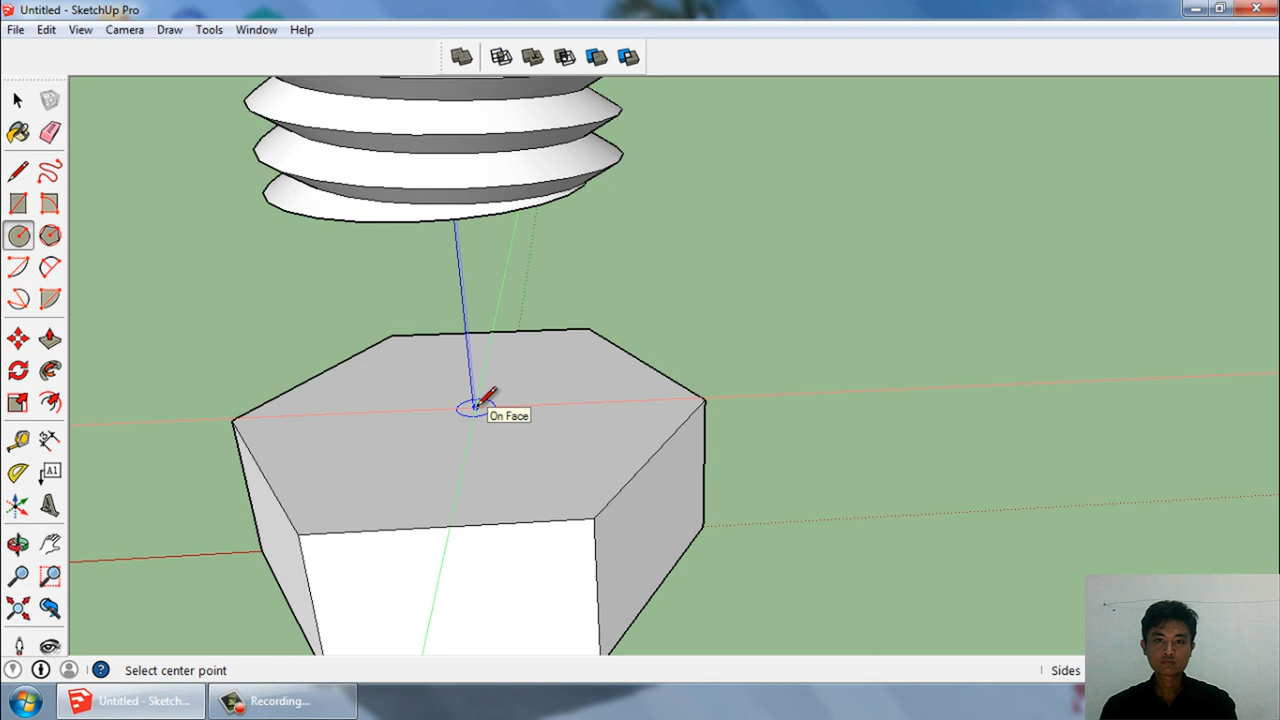 Untitled - SketchUp Pro
File Edit View Camera Draw Tools Window Help
A1
On Face
Select center point
Sides
Untitled - Sketch...
Recording...